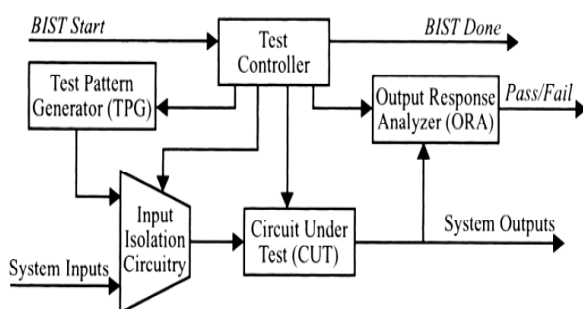 BIST Start
Test
Controller
BIST Done
Test Pattern
Generator (TPG)
Output Response
Analyzer (ORA)
Pass/Fail
Input
Isolation
Circuitry
Circuit Under
Test (CUT)
System Outputs
System Inputs